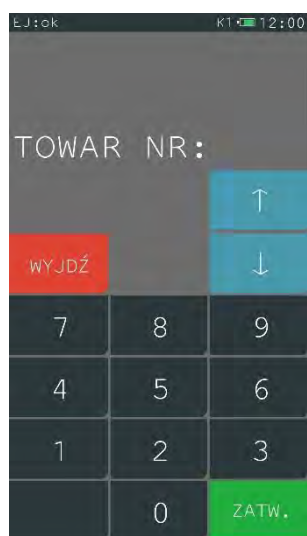 EJ:ok K1 12:00
TOWAR NR:
↑
WYJDŹ ↓
7 8 9
4 5 6
1 2 3
0 ZATW.